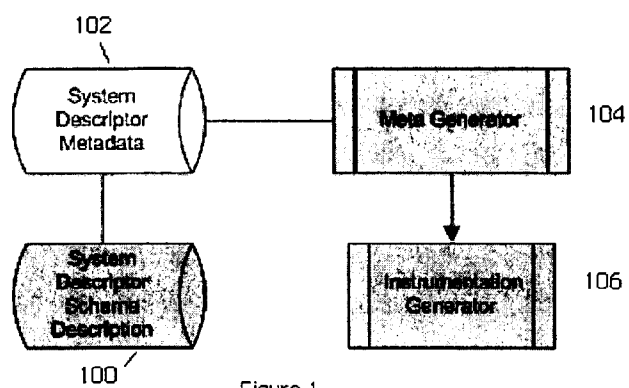 102
System
Descriptor
Metadata
Meta Generator
104
System
Descriptor
Schema
Description
Instrumentation
Generator
106
100
Figure 1